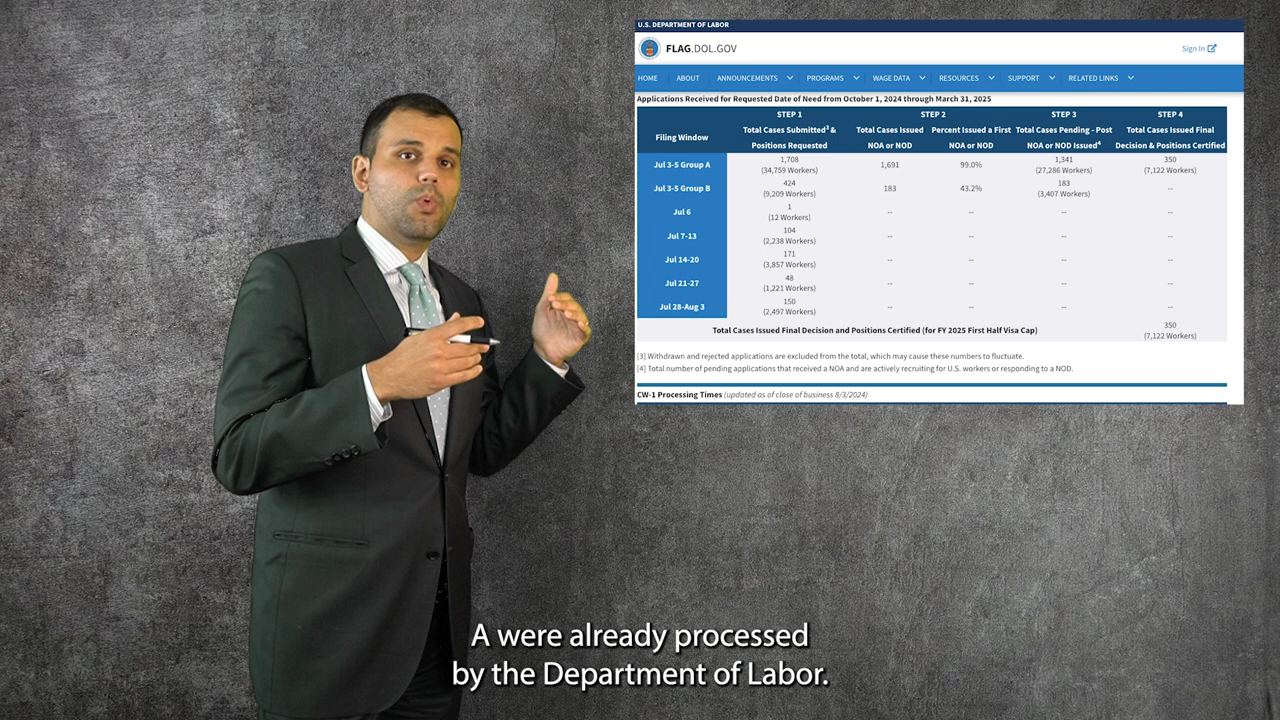 U.S. DEPARTMENT OF LABOR
FLAG.DOL.GOV
Sign In
HOME ABOUT ANNOUNCEMENTS PROGRAMS WAGE DATA RESOURCES SUPPORT RELATED LINKS
Applications Received for Requested Date of Need from October 1, 2024 through March 31, 2025
STEP 1 STEP 2 STEP 3 STEP 4
Filing Window
Total Cases Submitted³ &
Positions Requested
Total Cases Issued
NOA or NOD
Percent Issued a First
NOA or NOD
Total Cases Pending - Post
NOA or NOD Issued⁴
Total Cases Issued Final
Decision & Positions Certified
Jul 3-5 Group A
1,708
(34,759 Workers)
1,691
99.0%
1,341
(27,286 Workers)
350
(7,122 Workers)
Jul 3-5 Group B
424
(9,209 Workers)
183
43.2%
183
(3,407 Workers)
--
Jul 6
1
(12 Workers)
-- -- -- --
Jul 7-13
104
(2,238 Workers)
-- -- -- --
Jul 14-20
171
(3,857 Workers)
-- -- -- --
Jul 21-27
48
(1,221 Workers)
-- -- -- --
Jul 28-Aug 3
150
(2,497 Workers)
-- -- -- --
Total Cases Issued Final Decision and Positions Certified (for FY 2025 First Half Visa Cap)
350
(7,122 Workers)
[3] Withdrawn and rejected applications are excluded from the total, which may cause these numbers to fluctuate.
[4] Total number of pending applications that received a NOA and are actively recruiting for U.S. workers or responding to a NOD.
CW-1 Processing Times (updated as of close of business 8/3/2024)
A were already processed
by the Department of Labor.